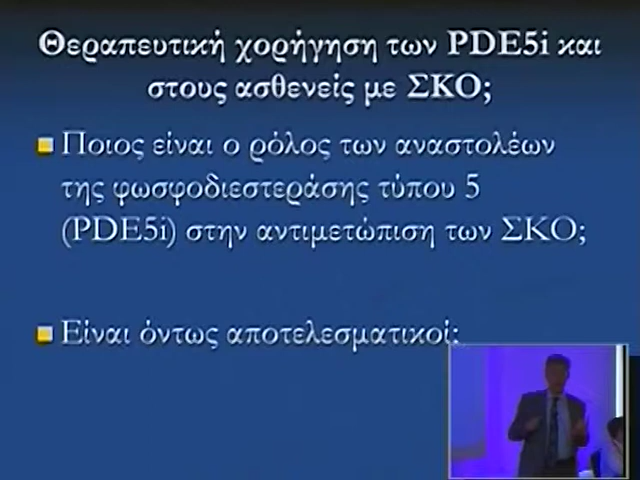 Θεραπευτική χορήγηση των PDE5i και
στους ασθενείς με ΣΚΟ;
Ποιος είναι ο ρόλος των αναστολέων
της φωσφοδιεστεράσης τύπου 5
(PDE5i) στην αντιμετώπιση των ΣΚΟ;
Είναι όντως αποτελεσματικοί;